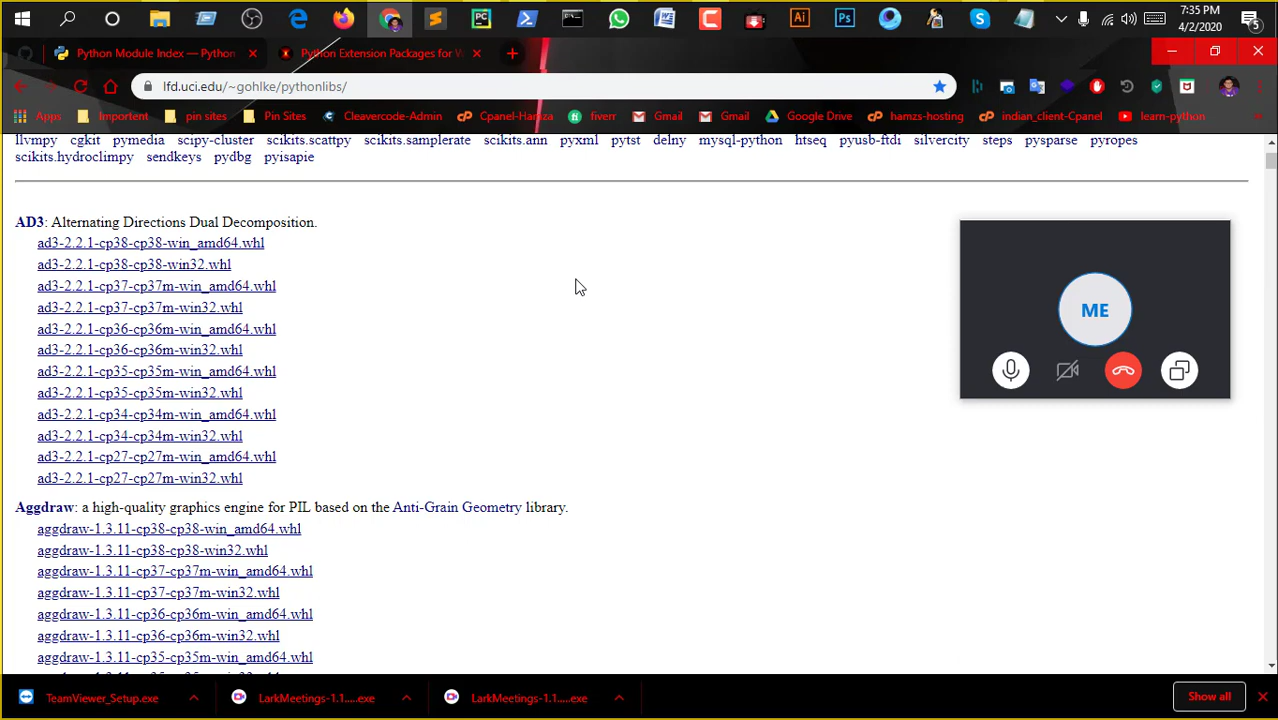 W
Ai
Ps
S
7:35 PM
4/2/2020
5
Python Module Index — Python
Python Extension Packages for W
lfd.uci.edu/~gohlke/pythonlibs/
Apps Importent pin sites Pin Sites Cleavercode-Admin Cpanel-Hamza fiverr Gmail Gmail Google Drive hamzs-hosting indian_client-Cpanel learn-python
llvmpy cgkit pymedia scipy-cluster scikits.scattpy scikits.samplerate scikits.ann pyxml pytst delny mysql-python htseq pyusb-ftdi silvercity steps pysparse pyropes
scikits.hydroclimpy sendkeys pydbg pyisapie
AD3: Alternating Directions Dual Decomposition.
ad3-2.2.1-cp38-cp38-win_amd64.whl
ad3-2.2.1-cp38-cp38-win32.whl
ad3-2.2.1-cp37-cp37m-win_amd64.whl
ad3-2.2.1-cp37-cp37m-win32.whl
ad3-2.2.1-cp36-cp36m-win_amd64.whl
ad3-2.2.1-cp36-cp36m-win32.whl
ad3-2.2.1-cp35-cp35m-win_amd64.whl
ad3-2.2.1-cp35-cp35m-win32.whl
ad3-2.2.1-cp34-cp34m-win_amd64.whl
ad3-2.2.1-cp34-cp34m-win32.whl
ad3-2.2.1-cp27-cp27m-win_amd64.whl
ad3-2.2.1-cp27-cp27m-win32.whl
ME
Aggdraw: a high-quality graphics engine for PIL based on the Anti-Grain Geometry library.
aggdraw-1.3.11-cp38-cp38-win_amd64.whl
aggdraw-1.3.11-cp38-cp38-win32.whl
aggdraw-1.3.11-cp37-cp37m-win_amd64.whl
aggdraw-1.3.11-cp37-cp37m-win32.whl
aggdraw-1.3.11-cp36-cp36m-win_amd64.whl
aggdraw-1.3.11-cp36-cp36m-win32.whl
aggdraw-1.3.11-cp35-cp35m-win_amd64.whl
TeamViewer_Setup.exe LarkMeetings-1.1.....exe LarkMeetings-1.1.....exe Show all